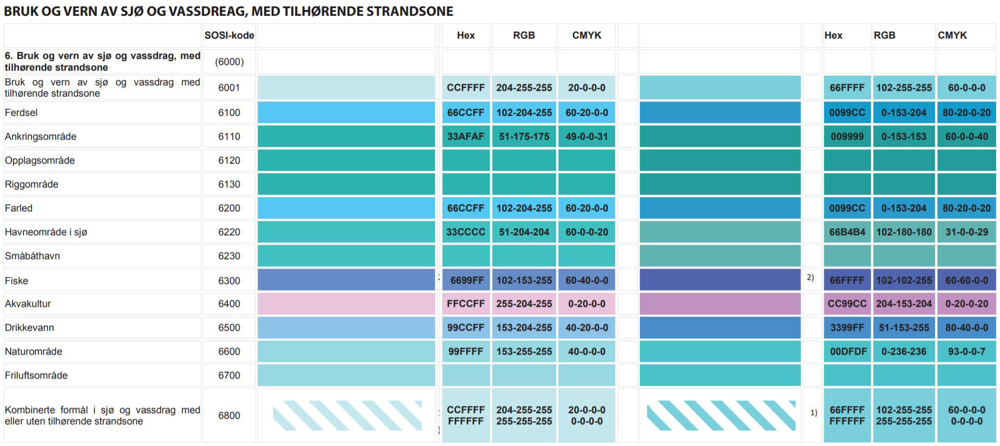 BRUK OG VERN AV SJØ OG VASSDREAG, MED TILHØRENDE STRANDSONE
SOSI-kode Hex RGB CMYK Hex RGB CMYK
6. Bruk og vern av sjø og vassdrag, med
tilhørende strandsone (6000)
Bruk og vern av sjø og vassdrag med
tilhørende strandsone 6001 CCFFFF 204-255-255 20-0-0-0 66FFFF 102-255-255 60-0-0-0
Ferdsel 6100 66CCFF 102-204-255 60-20-0-0 0099CC 0-153-204 80-20-0-20
Ankringsområde 6110 33AFAF 51-175-175 49-0-0-31 009999 0-153-153 60-0-0-40
Opplagsområde 6120
Riggområde 6130
Farled 6200 66CCFF 102-204-255 60-20-0-0 0099CC 0-153-204 80-20-0-20
Havneområde i sjø 6220 33CCCC 51-204-204 60-0-0-20 66B4B4 102-180-180 31-0-0-29
Småbåthavn 6230
Fiske 6300 6699FF 102-153-255 60-40-0-0 2) 66FFFF 102-102-255 60-60-0-0
Akvakultur 6400 FFCCFF 255-204-255 0-20-0-0 CC99CC 204-153-204 0-20-0-20
Drikkevann 6500 99CCFF 153-204-255 40-20-0-0 3399FF 51-153-255 80-40-0-0
Naturområde 6600 99FFFF 153-255-255 40-0-0-0 00DFDF 0-236-236 93-0-0-7
Friluftsområde 6700
Kombinerte formål i sjø og vassdrag med
eller uten tilhørende strandsone 6800 CCFFFF 204-255-255 20-0-0-0 1) 66FFFF 102-255-255 60-0-0-0
FFFFFF 255-255-255 0-0-0-0 FFFFFF 255-255-255 0-0-0-0